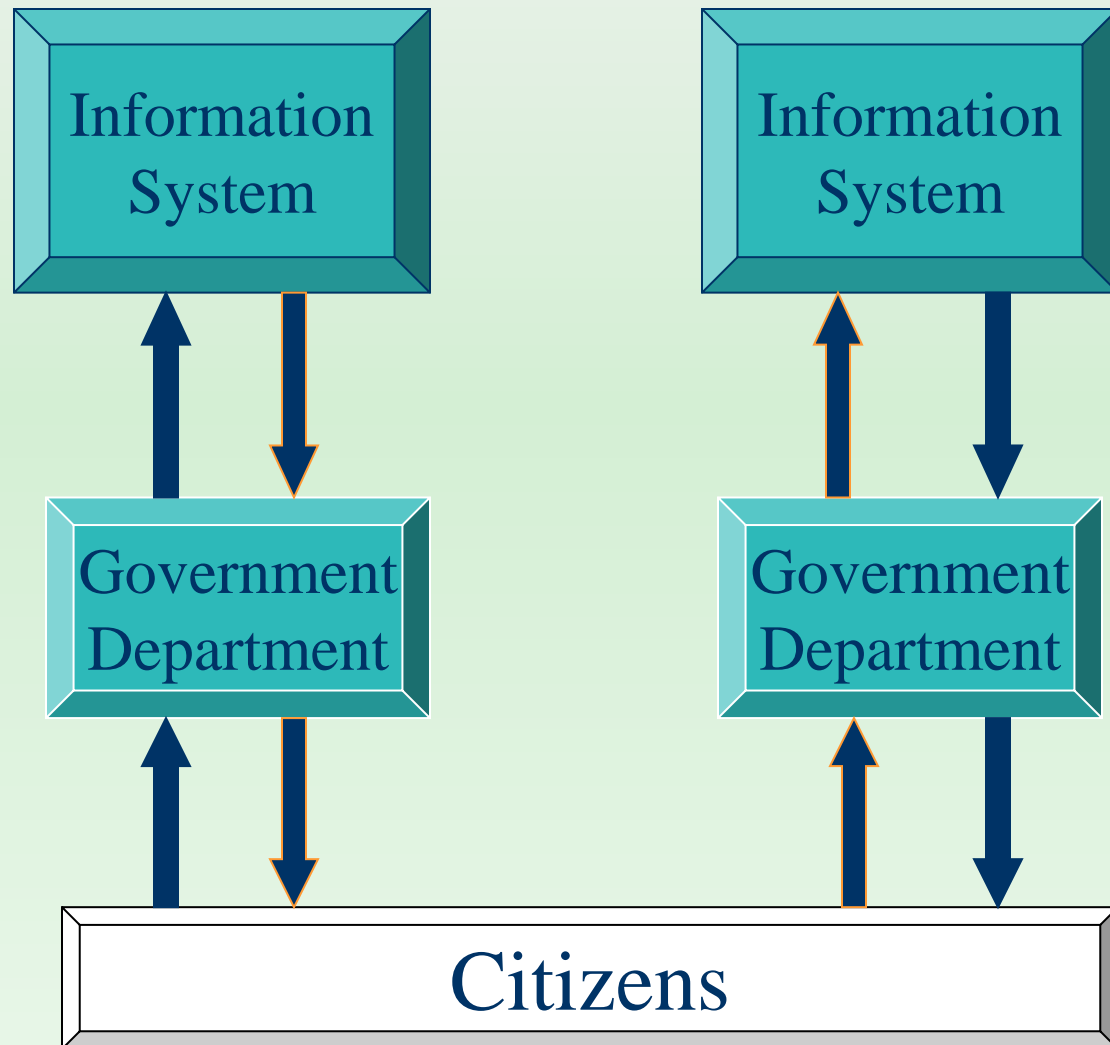 Information
System
Information
System
Government
Department
Government
Department
Citizens